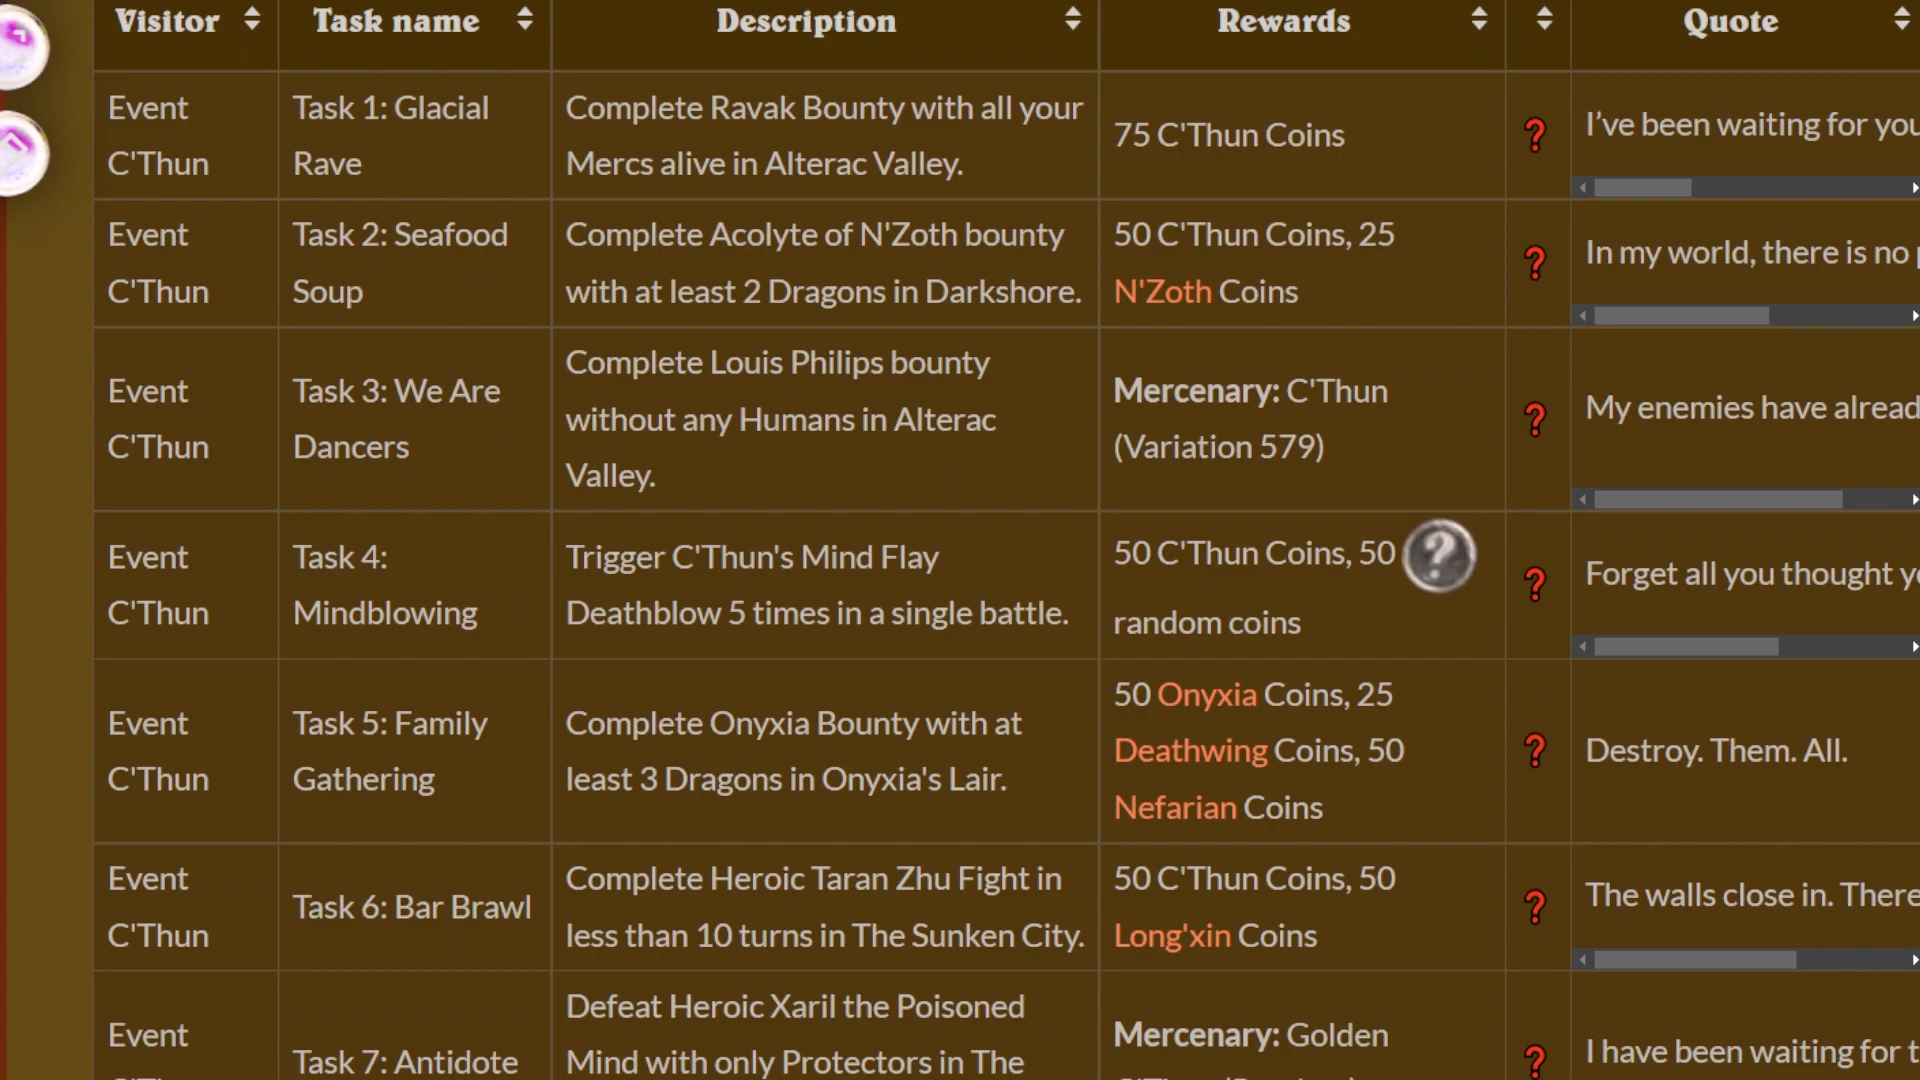 Visitor Task name Description Rewards Quote
Event C'Thun
Task 1: Glacial Rave
Complete Ravak Bounty with all your
Mercs alive in Alterac Valley.
75 C'Thun Coins
?
I've been waiting for you
Event C'Thun
Task 2: Seafood Soup
Complete Acolyte of N'Zoth bounty
with at least 2 Dragons in Darkshore.
50 C'Thun Coins, 25
N'Zoth Coins
?
In my world, there is no
Event C'Thun
Task 3: We Are Dancers
Complete Louis Philips bounty
without any Humans in Alterac
Valley.
Mercenary: C'Thun
(Variation 579)
?
My enemies have alread
Event C'Thun
Task 4:
Mindblowing
Trigger C'Thun's Mind Flay
Deathblow 5 times in a single battle.
50 C'Thun Coins, 50 ?
random coins
?
Forget all you thought
Event C'Thun
Task 5: Family
Gathering
Complete Onyxia Bounty with at
least 3 Dragons in Onyxia's Lair.
50 Onyxia Coins, 25
Deathwing Coins, 50
Nefarian Coins
?
Destroy. Them. All.
Event C'Thun
Task 6: Bar Brawl
Complete Heroic Taran Zhu Fight in
less than 10 turns in The Sunken City.
50 C'Thun Coins, 50
Long'xin Coins
?
The walls close in. There
Event
Task 7: Antidote
Defeat Heroic Xaril the Poisoned
Mind with only Protectors in The
Mercenary: Golden
?
I have been waiting for